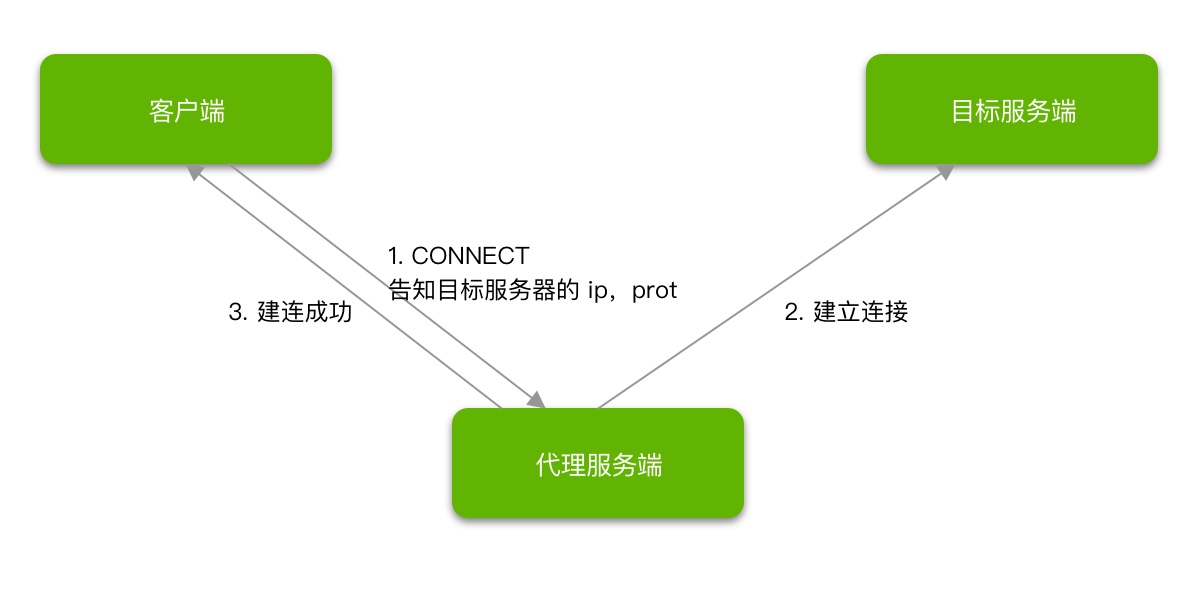 客户端
目标服务端
1. CONNECT
告知目标服务器的 ip，prot
3. 建连成功
2. 建立连接
代理服务端